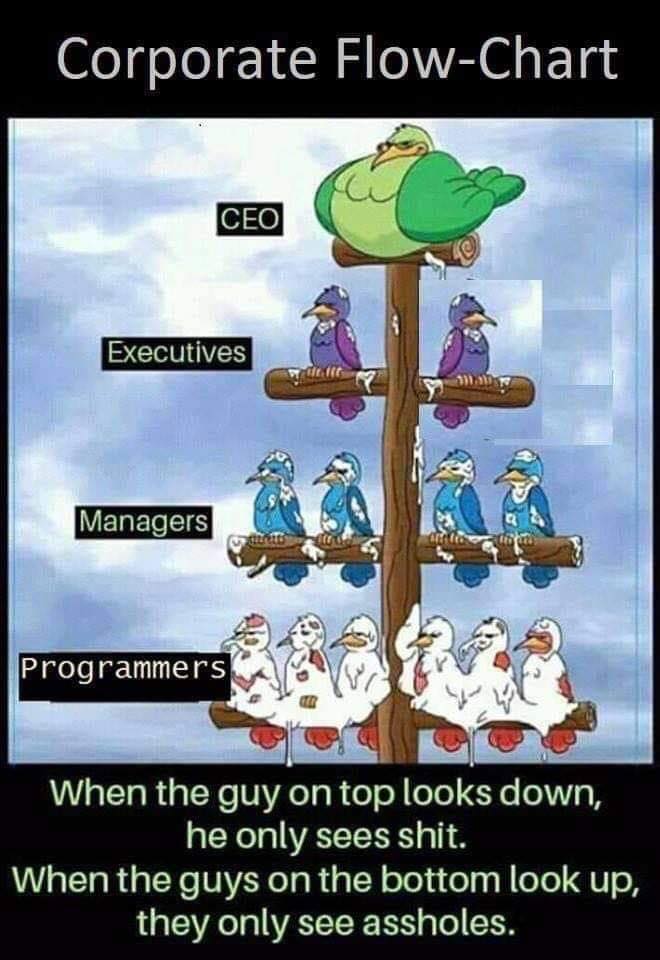 Corporate Flow-Chart
CEO
Executives
Managers
Programmers
When the guy on top looks down,
he only sees shit.
When the guys on the bottom look up,
they only see assholes.